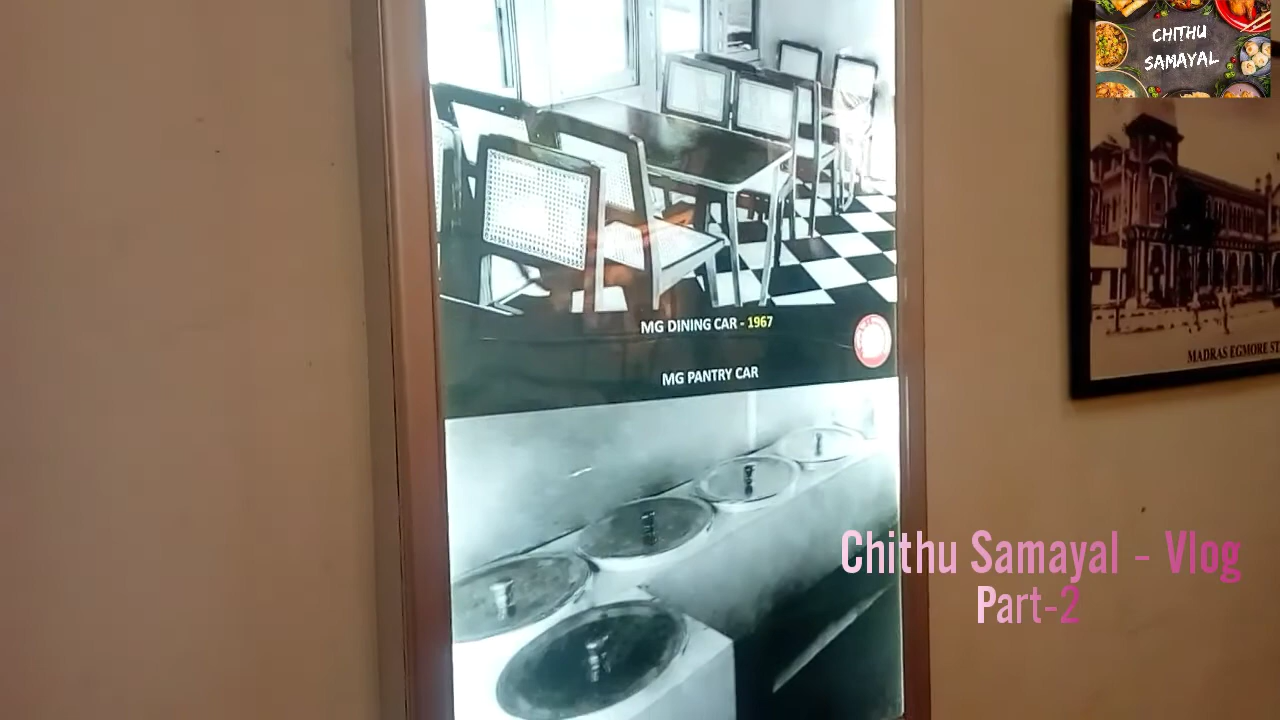 CHITHU
SAMAYAL
MG DINING CAR - 1967
MG PANTRY CAR
MADRAS EGMORE ST
Chithu Samayal - Vlog
Part-2